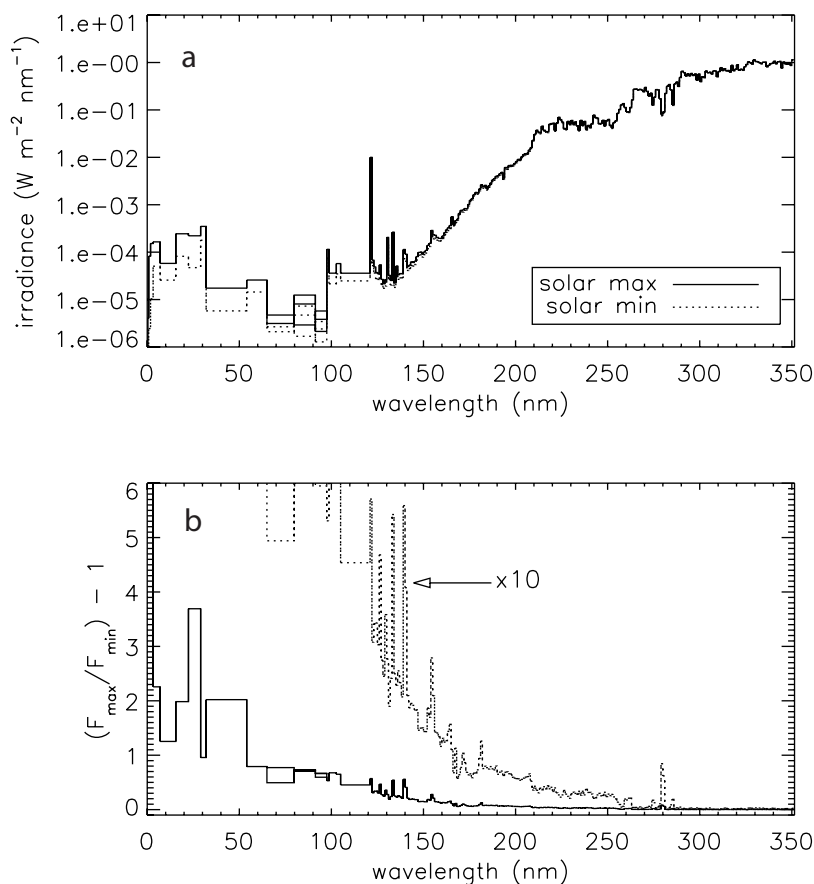 a
1.e+01
1.e-00
1.e-01
1.e-02
1.e-03
1.e-04
1.e-05
1.e-06
irradiance (W m⁻² nm⁻¹)
solar max
solar min
0 50 100 150 200 250 300 350
wavelength (nm)
b
6
5
4
3
2
1
0
(F_max/F_min) - 1
x10
0 50 100 150 200 250 300 350
wavelength (nm)